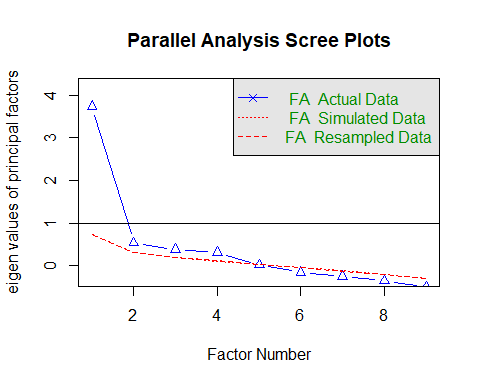 Parallel Analysis Scree Plots
eigen values of principal factors
4
3
2
1
0
FA Actual Data
FA Simulated Data
FA Resampled Data
2 4 6 8
Factor Number